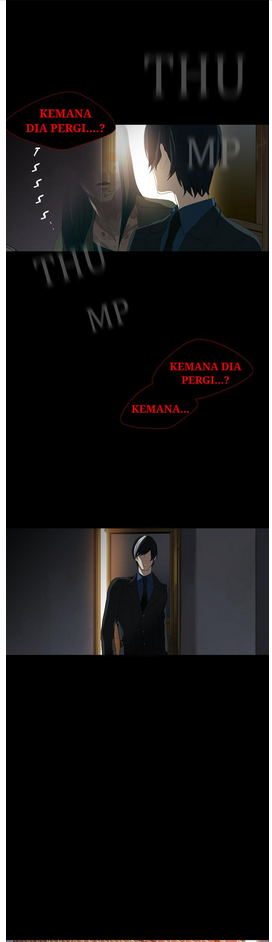 THU
KEMANA
DIA PERGI....?
MP
T
S
S
S
S..
THU
MP
KEMANA DIA
PERGI...?
KEMANA...